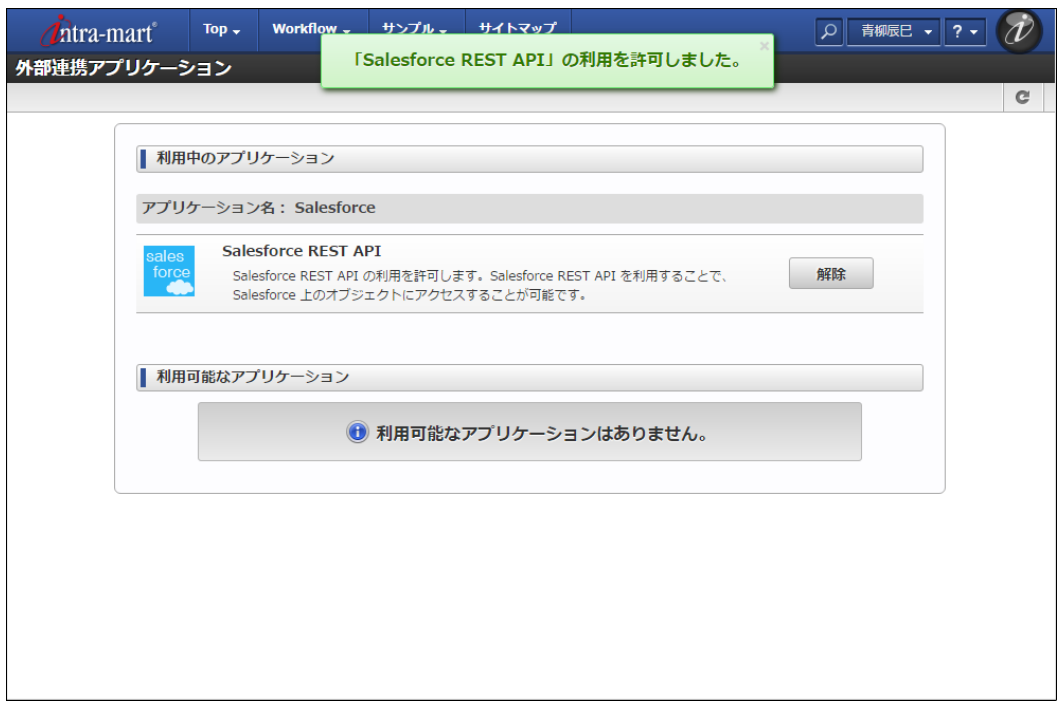 intra-mart®
Top
Workflow
サンプル
サイトマップ
青柳辰巳
?
外部連携アプリケーション
「Salesforce REST API」の利用を許可しました。
×
利用中のアプリケーション
アプリケーション名： Salesforce
sales
force
Salesforce REST API
Salesforce REST API の利用を許可します。Salesforce REST API を利用することで、
Salesforce 上のオブジェクトにアクセスすることが可能です。
解除
利用可能なアプリケーション
利用可能なアプリケーションはありません。